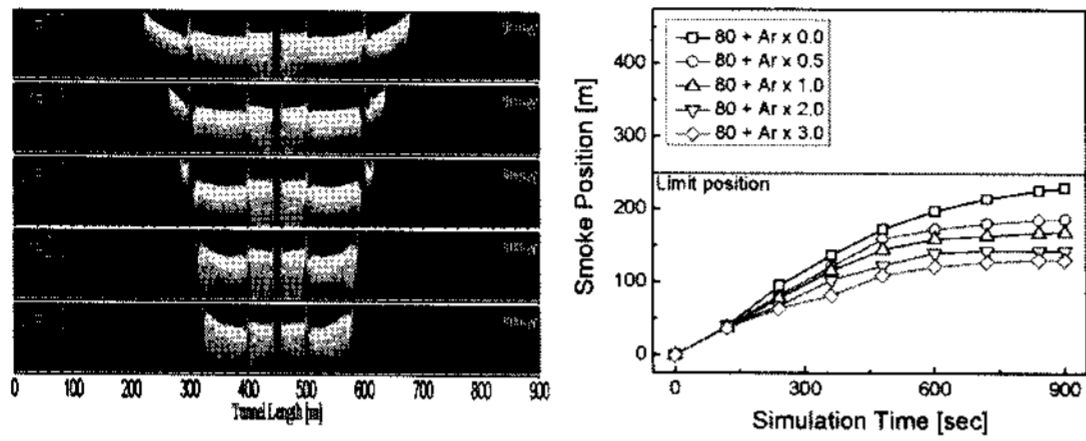 0 100 200 300 400 500 600 700 800 900
Tunnel Length [m]
Smoke Position [m]
450
300
200
100
0
80 + Ar x 0.0
80 + Ar x 0.5
80 + Ar x 1.0
80 + Ar x 2.0
80 + Ar x 3.0
Limit position
0 300 600 900
Simulation Time [sec]